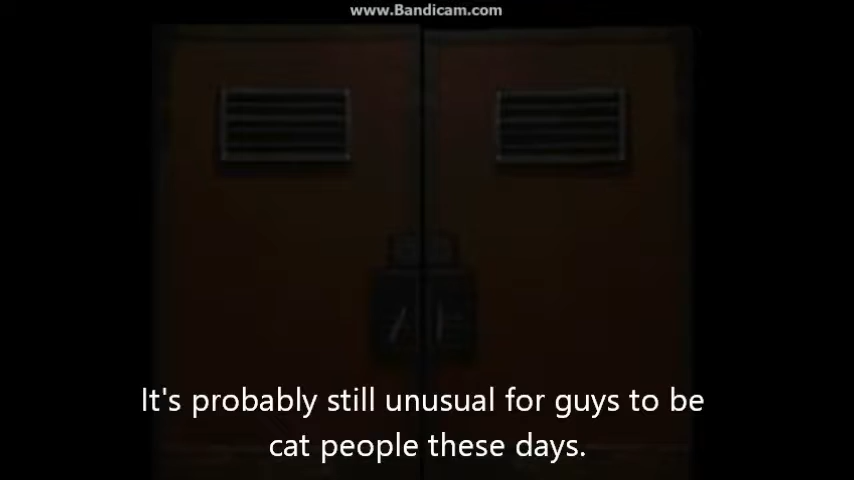 www.Bandicam.com
It's probably still unusual for guys to be
cat people these days.